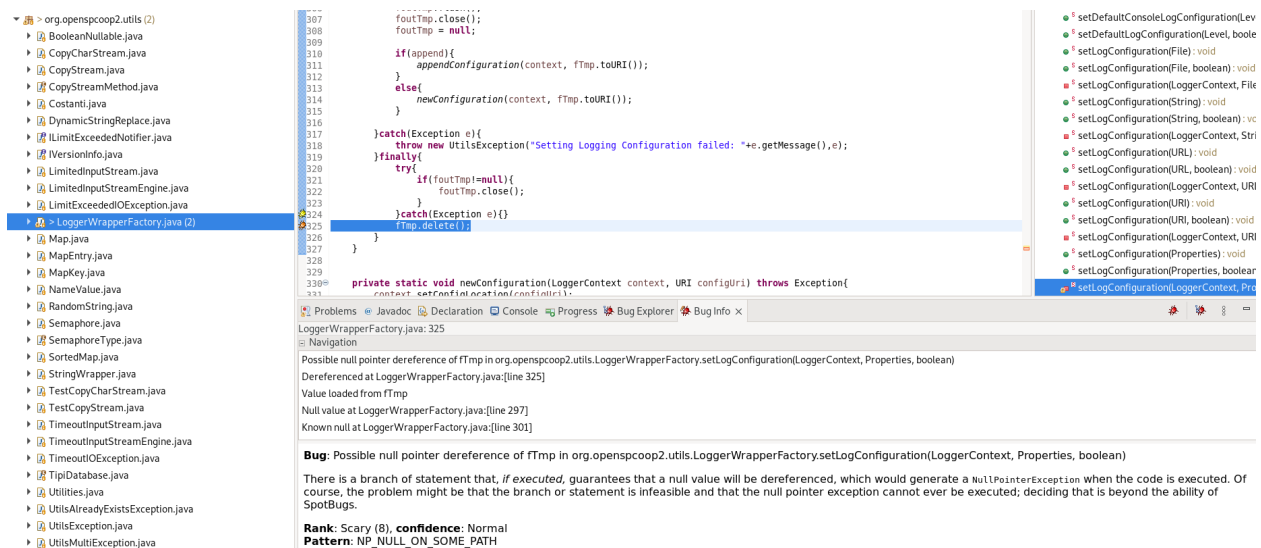 > org.openspcoop2.utils (2)
BooleanNullable.java
CopyCharStream.java
CopyStream.java
CopyStreamMethod.java
Costanti.java
DynamicStringReplace.java
ILimitExceededNotifier.java
IVersionInfo.java
LimitedInputStream.java
LimitedInputStreamEngine.java
LimitExceededIOException.java
> LoggerWrapperFactory.java (2)
Map.java
MapEntry.java
MapKey.java
NameValue.java
RandomString.java
Semaphore.java
SemaphoreType.java
SortedMap.java
StringWrapper.java
TestCopyCharStream.java
TestCopyStream.java
TimeoutInputStream.java
TimeoutInputStreamEngine.java
TimeoutIOException.java
TipiDatabase.java
Utilities.java
UtilsAlreadyExistsException.java
UtilsException.java
UtilsMultiException.java
307 foutTmp.close();
308 foutTmp = null;
309
310 if(append){
311 appendConfiguration(context, fTmp.toURI());
312 }
313 else{
314 newConfiguration(context, fTmp.toURI());
315 }
316
317 }catch(Exception e){
318 throw new UtilsException("Setting Logging Configuration failed: "+e.getMessage(),e);
319 }finally{
320 try{
321 if(foutTmp!=null){
322 foutTmp.close();
323 }
324 }catch(Exception e){}
325 fTmp.delete();
326 }
327 }
328
329
330 private static void newConfiguration(LoggerContext context, URI configUri) throws Exception{
331 context.setConfigLocation(configUri);
setDefaultConsoleLogConfiguration(Lev
setDefaultLogConfiguration(Level, boole
setLogConfiguration(File) : void
setLogConfiguration(File, boolean) : void
setLogConfiguration(LoggerContext, File
setLogConfiguration(String) : void
setLogConfiguration(String, boolean) : vo
setLogConfiguration(LoggerContext, Stri
setLogConfiguration(URL) : void
setLogConfiguration(URL, boolean) : void
setLogConfiguration(LoggerContext, URL
setLogConfiguration(URI) : void
setLogConfiguration(URI, boolean) : void
setLogConfiguration(LoggerContext, URI
setLogConfiguration(Properties) : void
setLogConfiguration(Properties, boolean
setLogConfiguration(LoggerContext, Pro
Problems Javadoc Declaration Console Progress Bug Explorer Bug Info
LoggerWrapperFactory.java: 325
Navigation
Possible null pointer dereference of fTmp in org.openspcoop2.utils.LoggerWrapperFactory.setLogConfiguration(LoggerContext, Properties, boolean)
Dereferenced at LoggerWrapperFactory.java:[line 325]
Value loaded from fTmp
Null value at LoggerWrapperFactory.java:[line 297]
Known null at LoggerWrapperFactory.java:[line 301]
Bug: Possible null pointer dereference of fTmp in org.openspcoop2.utils.LoggerWrapperFactory.setLogConfiguration(LoggerContext, Properties, boolean)
There is a branch of statement that, if executed, guarantees that a null value will be dereferenced, which would generate a NullPointerException when the code is executed. Of
course, the problem might be that the branch or statement is infeasible and that the null pointer exception cannot ever be executed; deciding that is beyond the ability of
SpotBugs.
Rank: Scary (8), confidence: Normal
Pattern: NP_NULL_ON_SOME_PATH